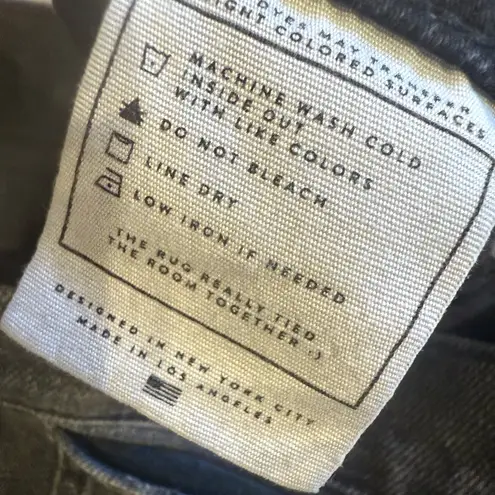 DYES MAY TRANSFER
LIGHT COLORED SURFACES
MACHINE WASH COLD
INSIDE OUT
WITH LIKE COLORS
DO NOT BLEACH
LINE DRY
LOW IRON IF NEEDED
THE RUG REALLY TIED
THE ROOM TOGETHER :)
DESIGNED IN NEW YORK CITY
MADE IN LOS ANGELES